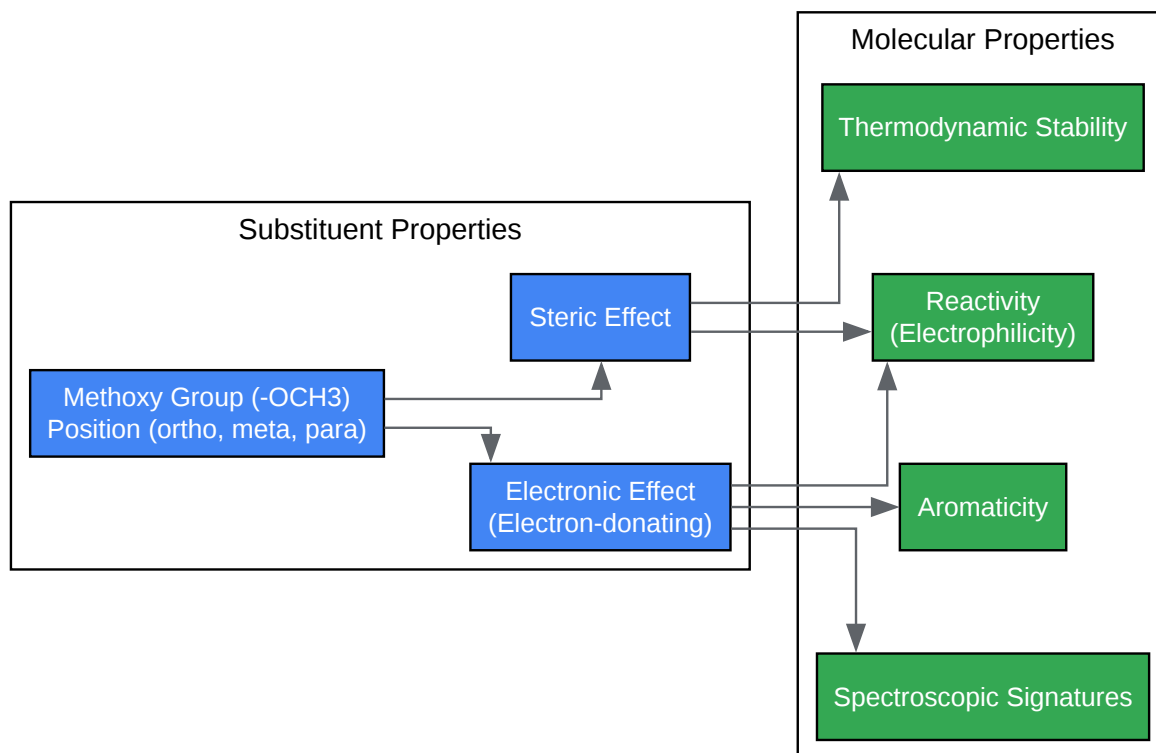 Molecular Properties
Thermodynamic Stability
Substituent Properties
Steric Effect
Reactivity
(Electrophilicity)
Methoxy Group (-OCH3)
Position (ortho, meta, para)
Electronic Effect
(Electron-donating)
Aromaticity
Spectroscopic Signatures